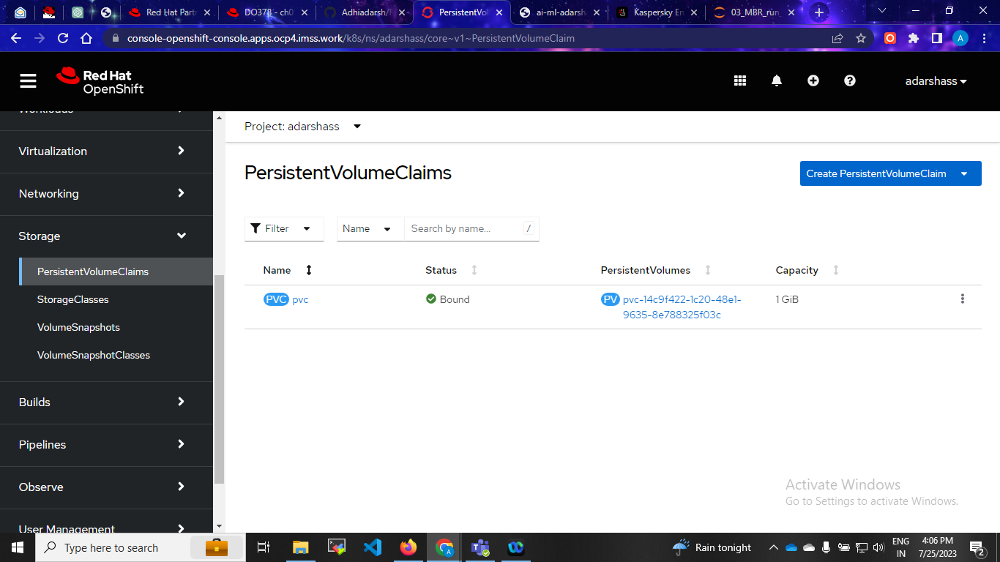 Red Hat Partn
DO378 - ch0
Adhiadarsh/R
PersistentVol
ai-ml-adarsh
Kaspersky En
03_MBR_run
console-openshift-console.apps.ocp4.imss.work/k8s/ns/adarshass/core~v1~PersistentVolumeClaim
A
Red Hat
OpenShift
adarshass
Workloads
Virtualization
Networking
Storage
PersistentVolumeClaims
StorageClasses
VolumeSnapshots
VolumeSnapshotClasses
Builds
Pipelines
Observe
User Management
Project: adarshass
PersistentVolumeClaims
Create PersistentVolumeClaim
Filter
Name
Search by name...
/
Name
Status
PersistentVolumes
Capacity
PVC pvc
Bound
PV pvc-14c9f422-1c20-48e1-
9635-8e788325f03c
1 GiB
Activate Windows
Go to Settings to activate Windows.
Type here to search
Rain tonight
ENG
IN
4:06 PM
7/25/2023
2